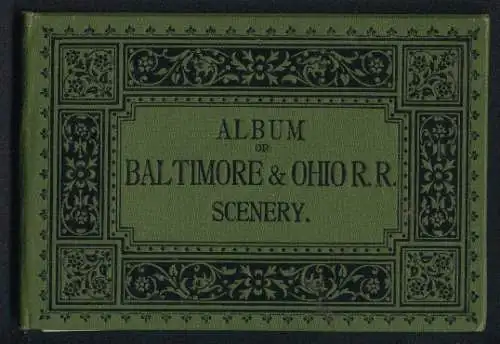 ALBUM
OF
BALTIMORE & OHIO R. R.
SCENERY.